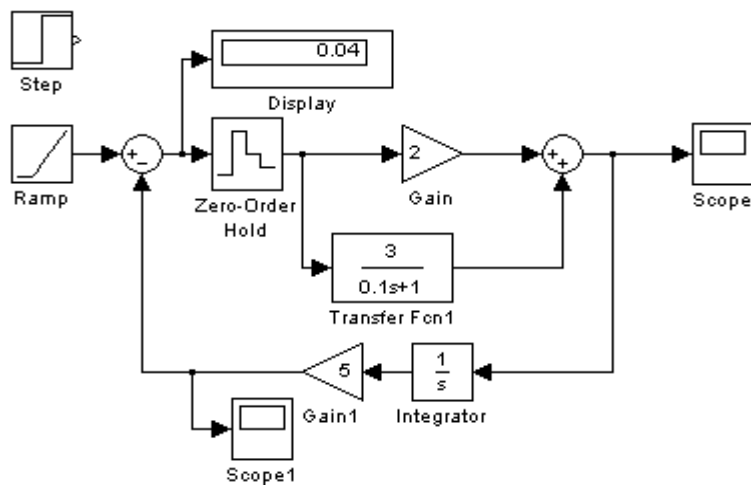 0.04
Step
Display
+
−
2
+
+
Ramp
Zero-Order
Hold
Gain
Scope
3
0.1s+1
Transfer Fcn1
5
1
s
Gain1
Integrator
Scope1